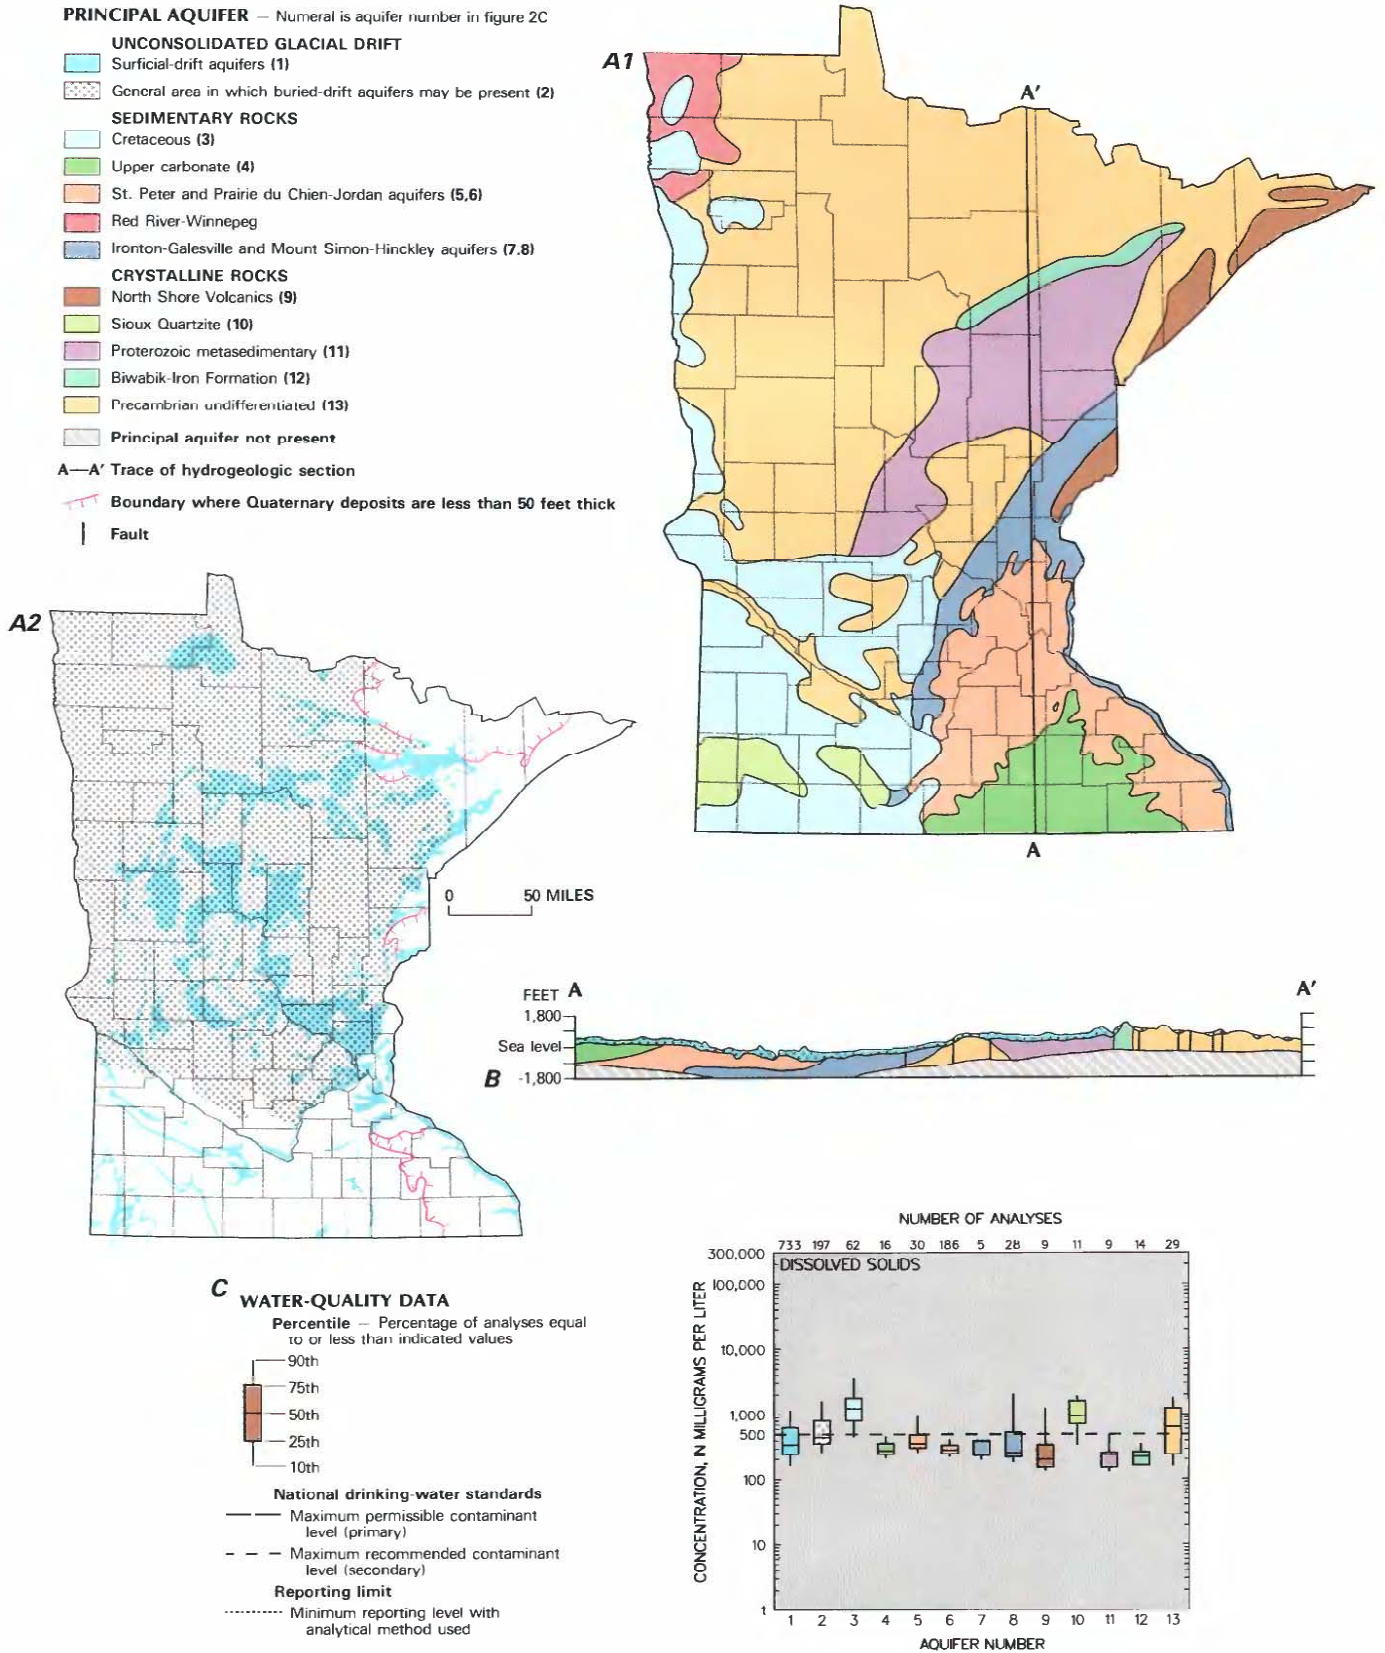 PRINCIPAL AQUIFER — Numeral is aquifer number in figure 2C
UNCONSOLIDATED GLACIAL DRIFT
Surficial-drift aquifers (1)
General area in which buried-drift aquifers may be present (2)
SEDIMENTARY ROCKS
Cretaceous (3)
Upper carbonate (4)
St. Peter and Prairie du Chien-Jordan aquifers (5,6)
Red River-Winnepeg
Ironton-Galesville and Mount Simon-Hinckley aquifers (7.8)
CRYSTALLINE ROCKS
North Shore Volcanics (9)
Sioux Quartzite (10)
Proterozoic metasedimentary (11)
Biwabik-Iron Formation (12)
Precambrian undifferentiated (13)
Principal aquifer not present
A—A' Trace of hydrogeologic section
Boundary where Quaternary deposits are less than 50 feet thick
Fault
A1
A'
A
A2
0 50 MILES
FEET A A'
1,800
Sea level
B -1,800
C WATER-QUALITY DATA
Percentile — Percentage of analyses equal
to or less than indicated values
90th
75th
50th
25th
10th
National drinking-water standards
Maximum permissible contaminant
level (primary)
Maximum recommended contaminant
level (secondary)
Reporting limit
Minimum reporting level with
analytical method used
NUMBER OF ANALYSES
733 197 62 16 30 186 5 28 9 11 9 14 29
DISSOLVED SOLIDS
CONCENTRATION, N MILLIGRAMS PER LITER
300,000
100,000
10,000
1,000
500
100
10
1
1 2 3 4 5 6 7 8 9 10 11 12 13
AQUIFER NUMBER